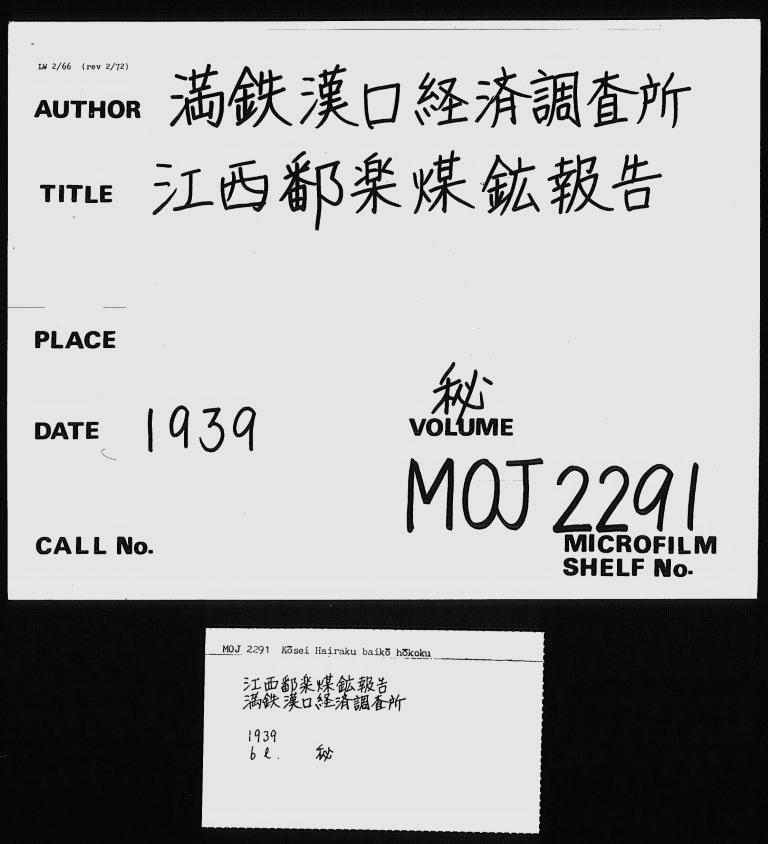 LW 2/66 (rev 2/72)
AUTHOR 満鉄漢口経済調査所
TITLE 江西鄱楽煤鉱報告
PLACE
DATE 1939
秘
VOLUME
MOJ 2291
CALL No.
MICROFILM
SHELF No.
MOJ 2291 Kōsei Hairaku baikō hōkoku
江西鄱楽煤鉱報告
満鉄漢口経済調査所
1939
6 l. 秘